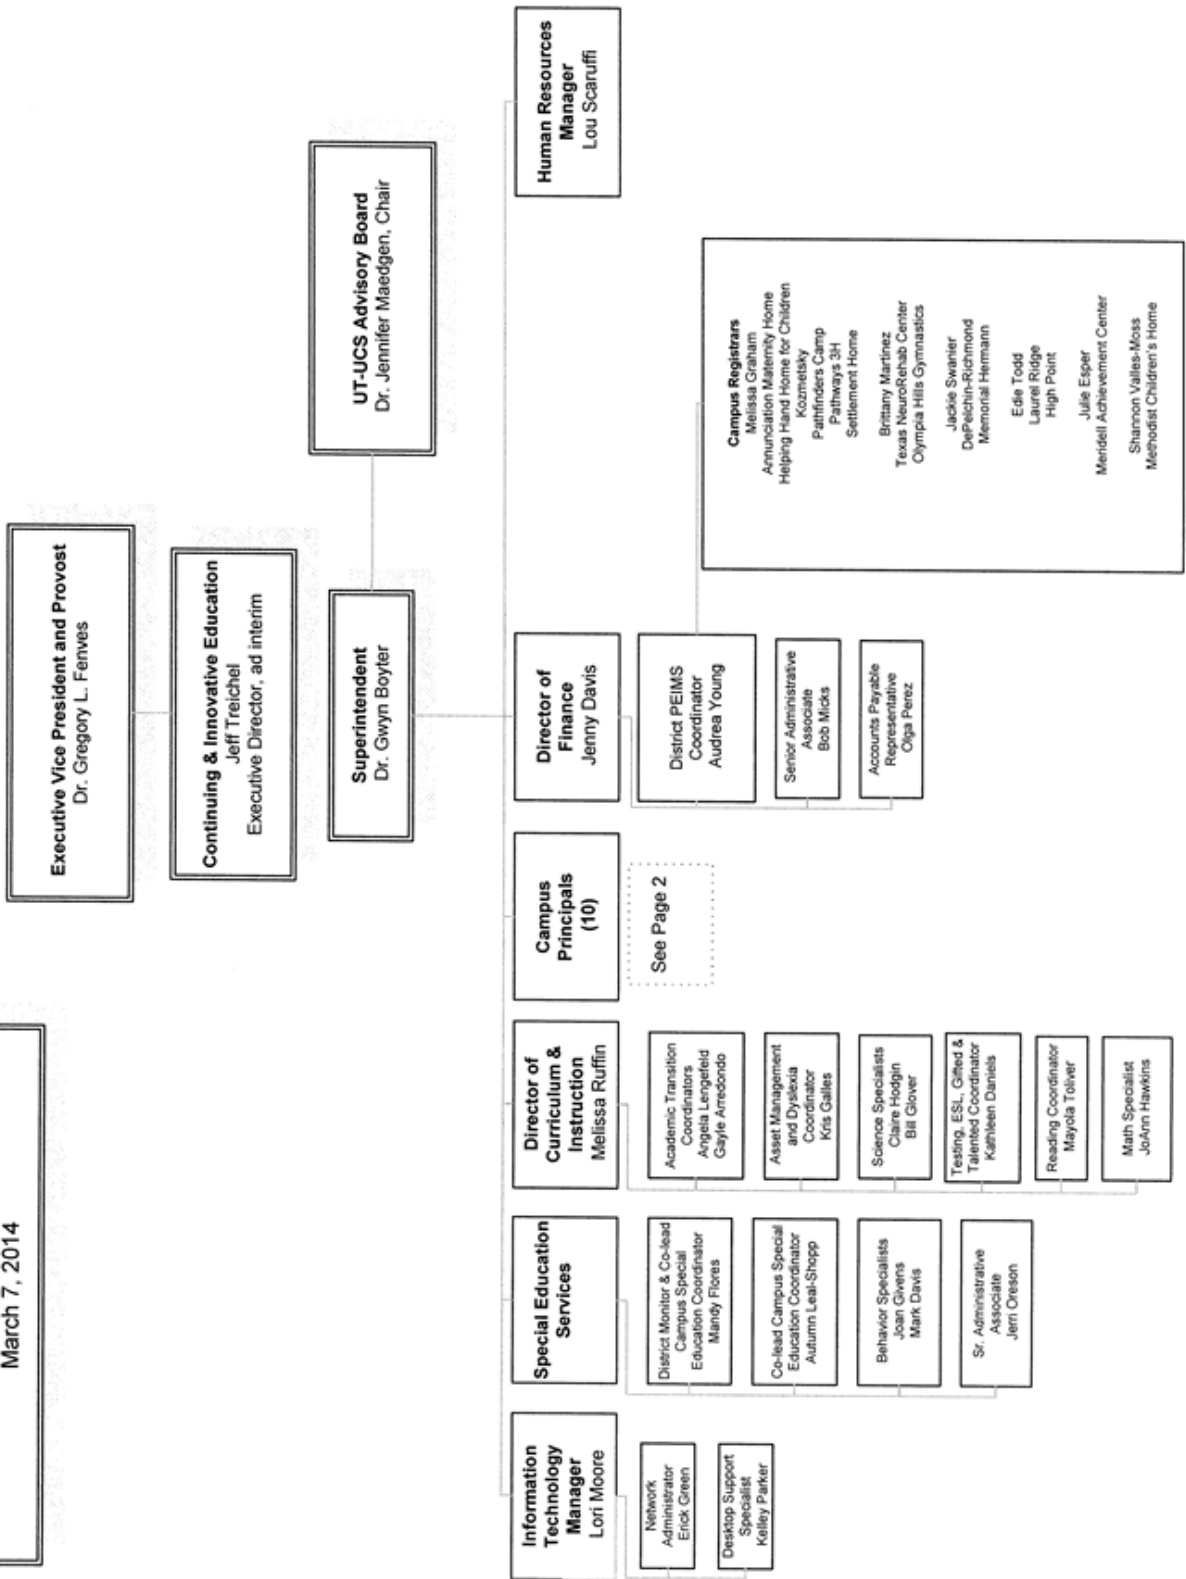 March 7, 2014
Executive Vice President and Provost
Dr. Gregory L. Fenves
Continuing & Innovative Education
Jeff Treichel
Executive Director, ad interim
Superintendent
Dr. Gwyn Boyter
UT-UCS Advisory Board
Dr. Jennifer Maedgen, Chair
Information
Technology
Manager
Lori Moore
Network
Administrator
Erick Green
Desktop Support
Specialist
Kelley Parker
Special Education
Services
District Monitor & Co-lead
Campus Special
Education Coordinator
Mandy Flores
Co-lead Campus Special
Education Coordinator
Autumn Leal-Shopp
Behavior Specialists
Joan Givens
Mark Davis
Sr. Administrative
Associate
Jerri Oreson
Director of
Curriculum &
Instruction
Melissa Ruffin
Academic Transition
Coordinators
Angela Lengefeld
Gayle Arredondo
Asset Management
and Dyslexia
Coordinator
Kris Galles
Science Specialists
Claire Hodgin
Bill Glover
Testing, ESL, Gifted &
Talented Coordinator
Kathleen Daniels
Reading Coordinator
Mayola Toliver
Math Specialist
JoAnn Hawkins
Campus
Principals
(10)
See Page 2
Director of
Finance
Jenny Davis
District PEIMS
Coordinator
Audrea Young
Senior Administrative
Associate
Bob Micks
Accounts Payable
Representative
Olga Perez
Campus Registrars
Melissa Graham
Annunciation Maternity Home
Helping Hand Home for Children
Kozmetsky
Pathfinders Camp
Pathways 3H
Settlement Home
Brittany Martinez
Texas NeuroRehab Center
Olympia Hills Gymnastics
Jackie Swanier
DePelchin-Richmond
Memorial Hermann
Edie Todd
Laurel Ridge
High Point
Julie Esper
Meridell Achievement Center
Shannon Valles-Moss
Methodist Children's Home
Human Resources
Manager
Lou Scaruffi